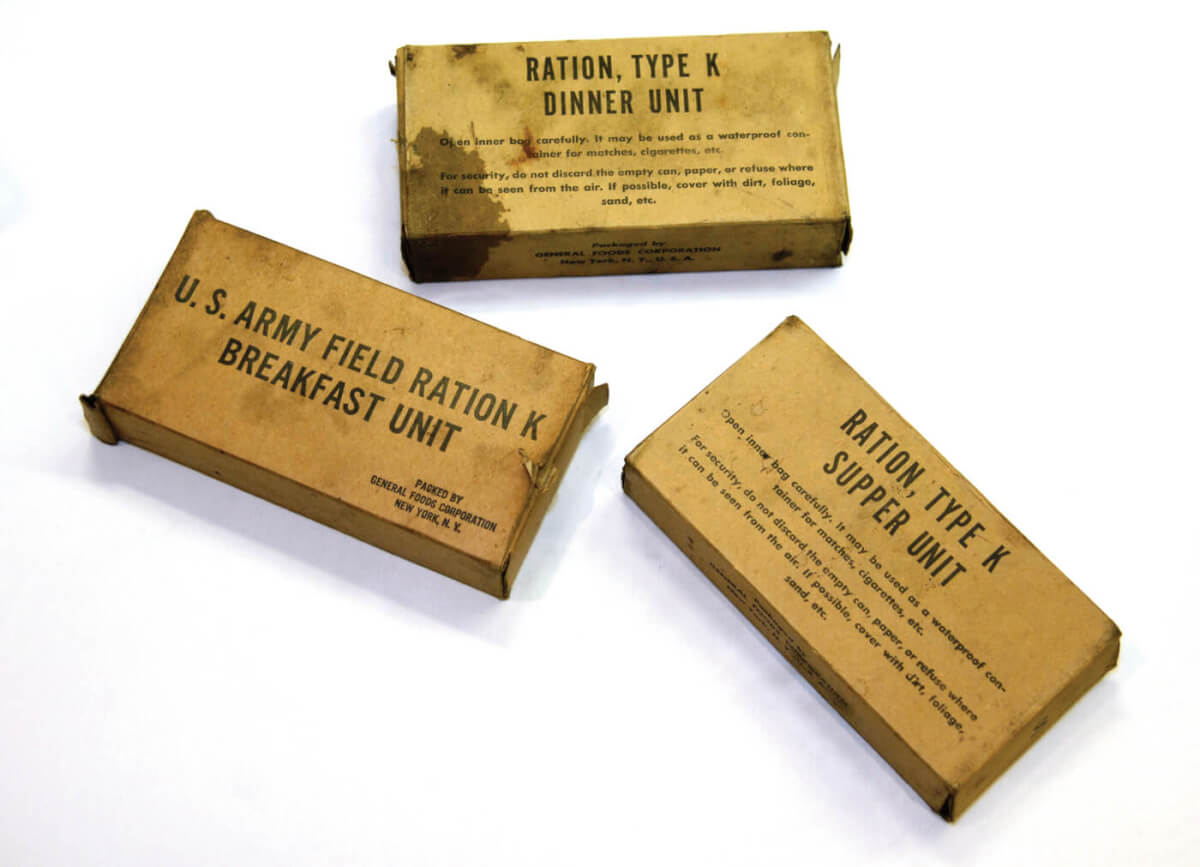 RATION, TYPE K
DINNER UNIT
Open inner bag carefully. It may be used as a waterproof con-
tainer for matches, cigarettes, etc.
For security, do not discard the empty can, paper, or refuse where
it can be seen from the air. If possible, cover with dirt, foliage,
sand, etc.
Packaged by
GENERAL FOODS CORPORATION
New York, N. Y., U. S. A.
U. S. ARMY FIELD RATION K
BREAKFAST UNIT
PACKED BY
GENERAL FOODS CORPORATION
NEW YORK, N. Y.
RATION, TYPE K
SUPPER UNIT
Open inner bag carefully. It may be used as a waterproof con-
tainer for matches, cigarettes, etc.
For security, do not discard the empty can, paper, or refuse where
it can be seen from the air. If possible, cover with dirt, foliage,
sand, etc.